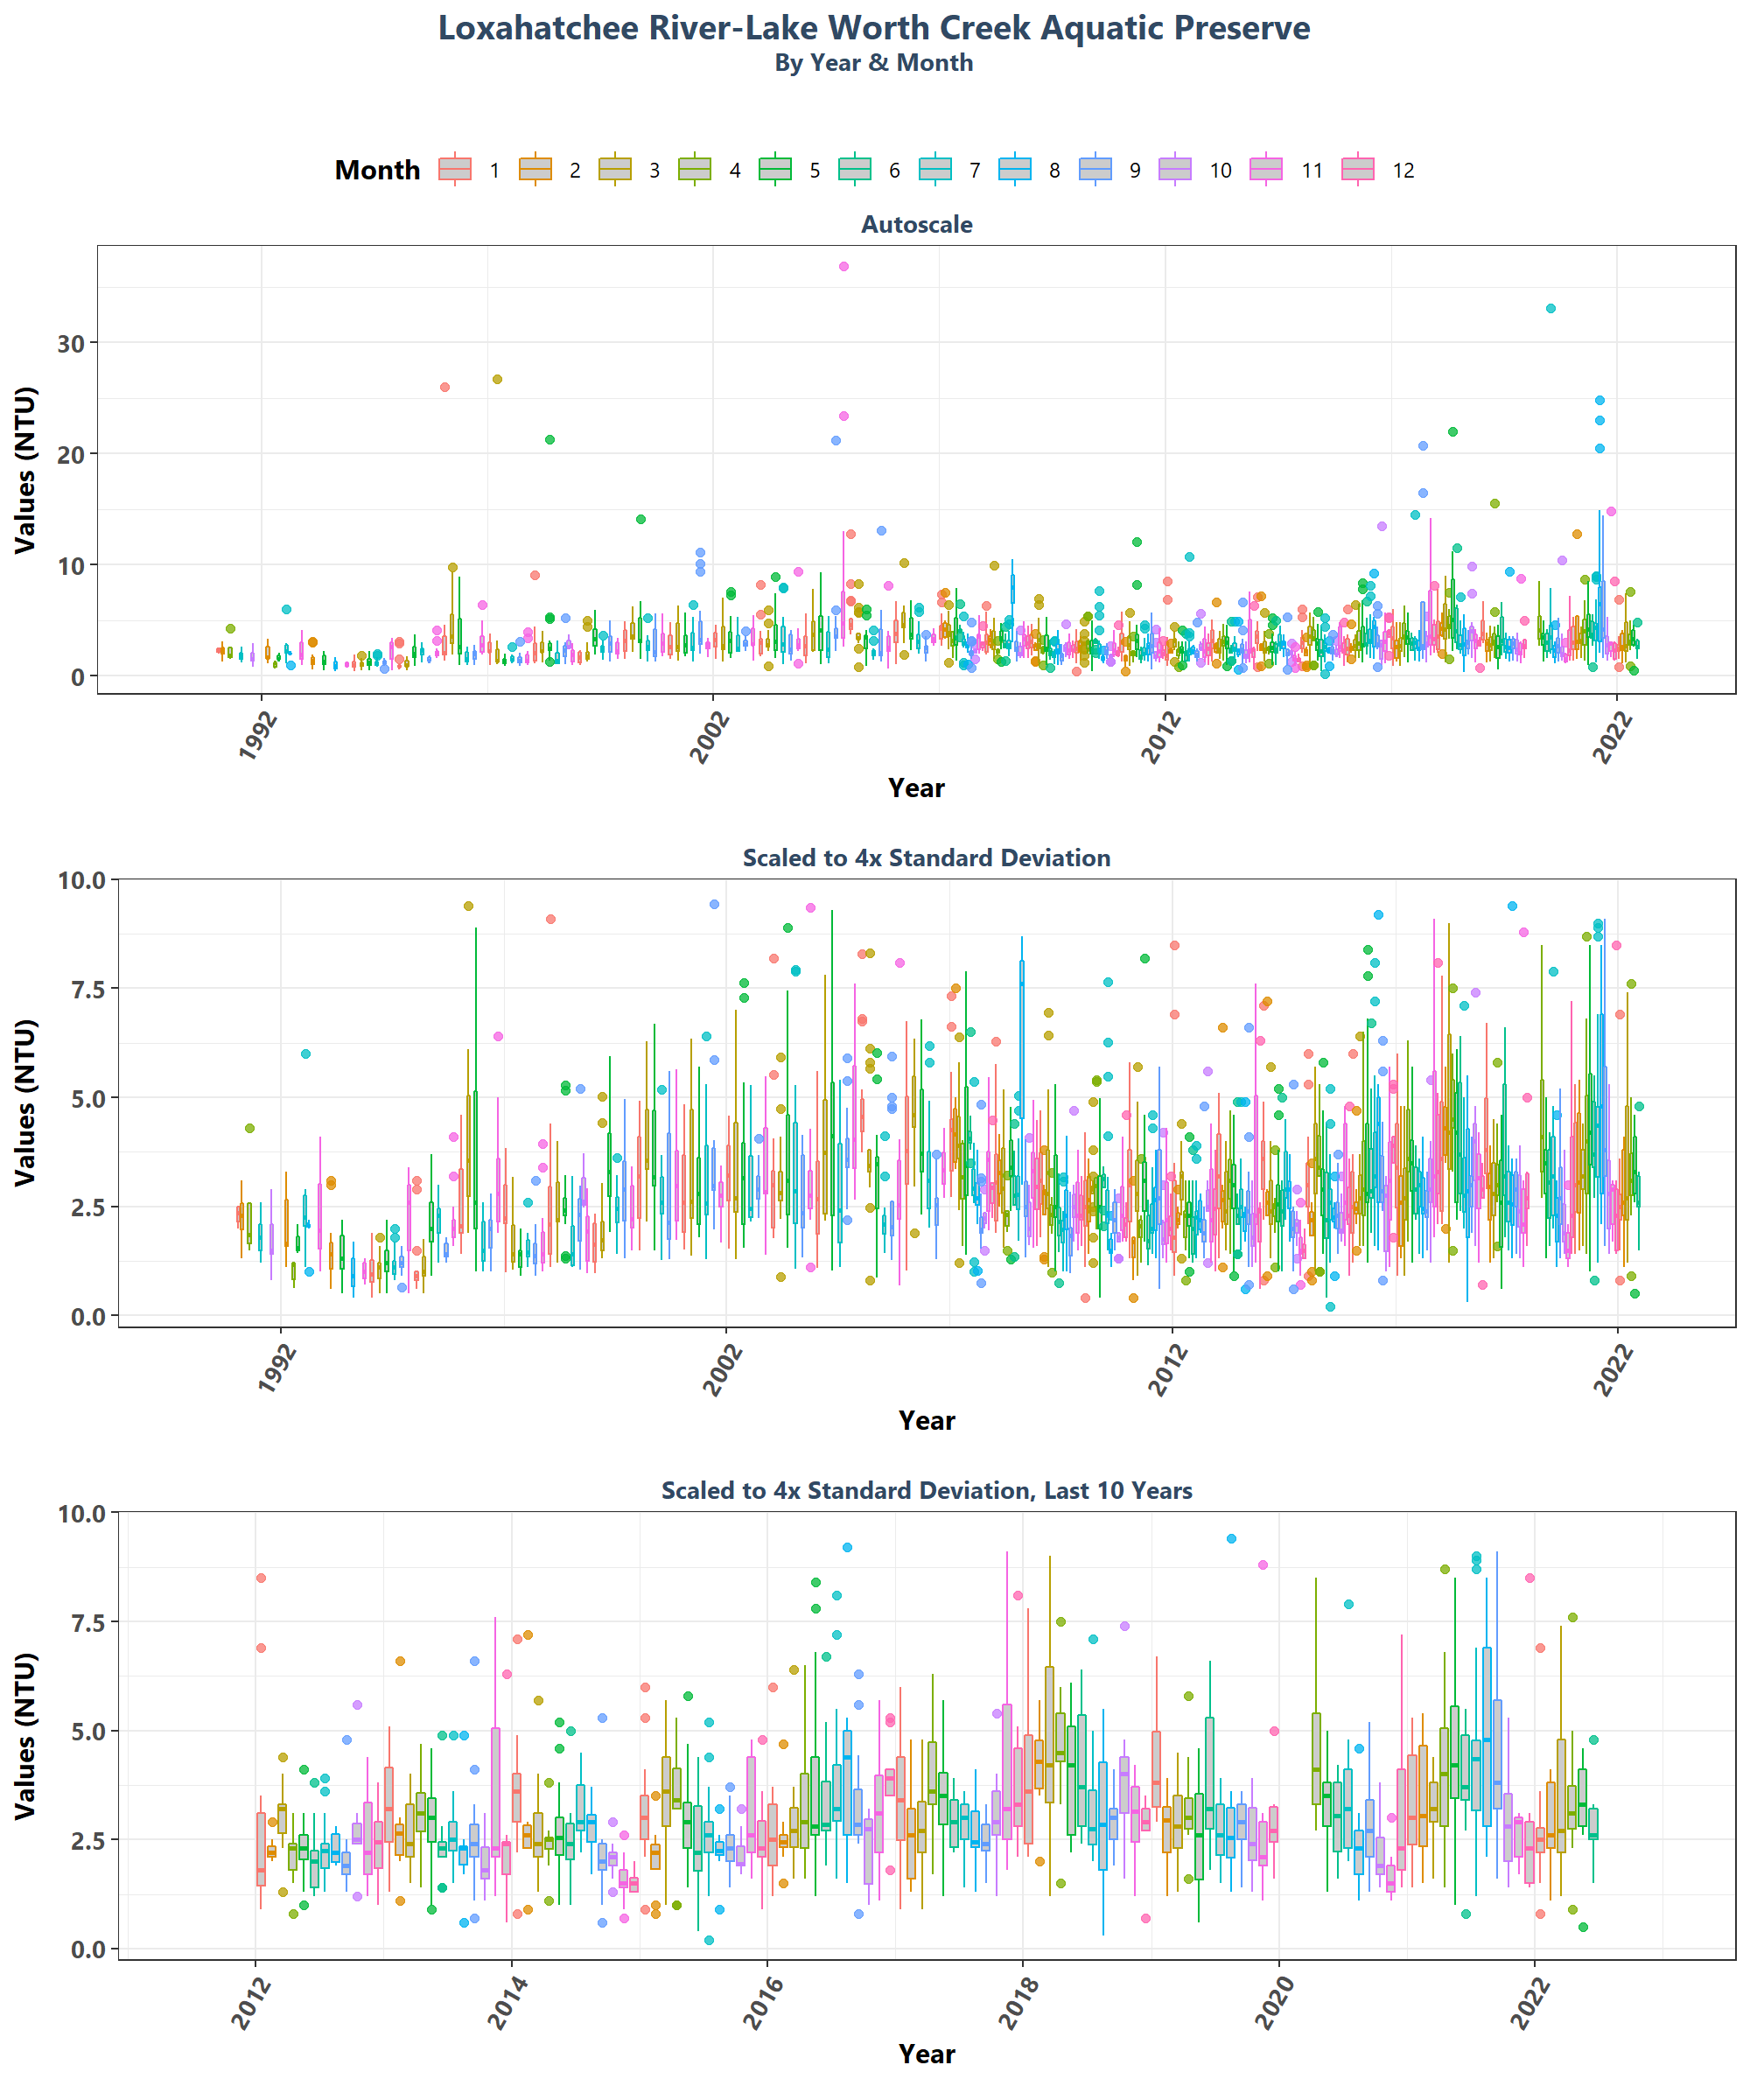 Loxahatchee River-Lake Worth Creek Aquatic Preserve
By Year & Month
Month 1 2 3 4 5 6 7 8 9 10 11 12
Autoscale
Values (NTU)
30
20
10
0
1992 2002 2012 2022
Year
Scaled to 4x Standard Deviation
Values (NTU)
10.0
7.5
5.0
2.5
0.0
1992 2002 2012 2022
Year
Scaled to 4x Standard Deviation, Last 10 Years
Values (NTU)
10.0
7.5
5.0
2.5
0.0
2012 2014 2016 2018 2020 2022
Year